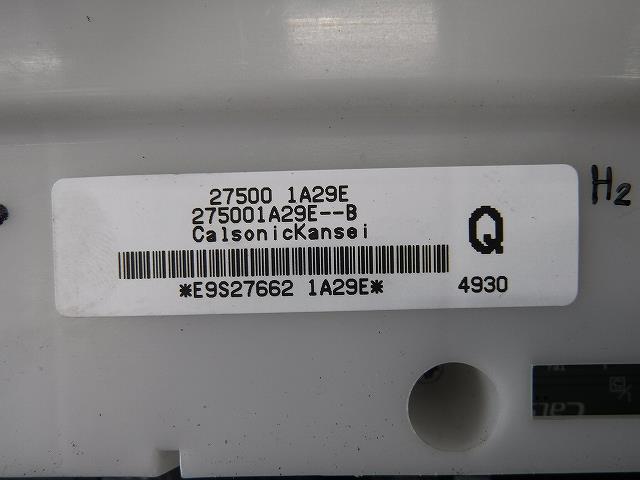 27500 1A29E
275001A29E--B
CalsonicKansei
Q
*E9S27662 1A29E*
4930
H2